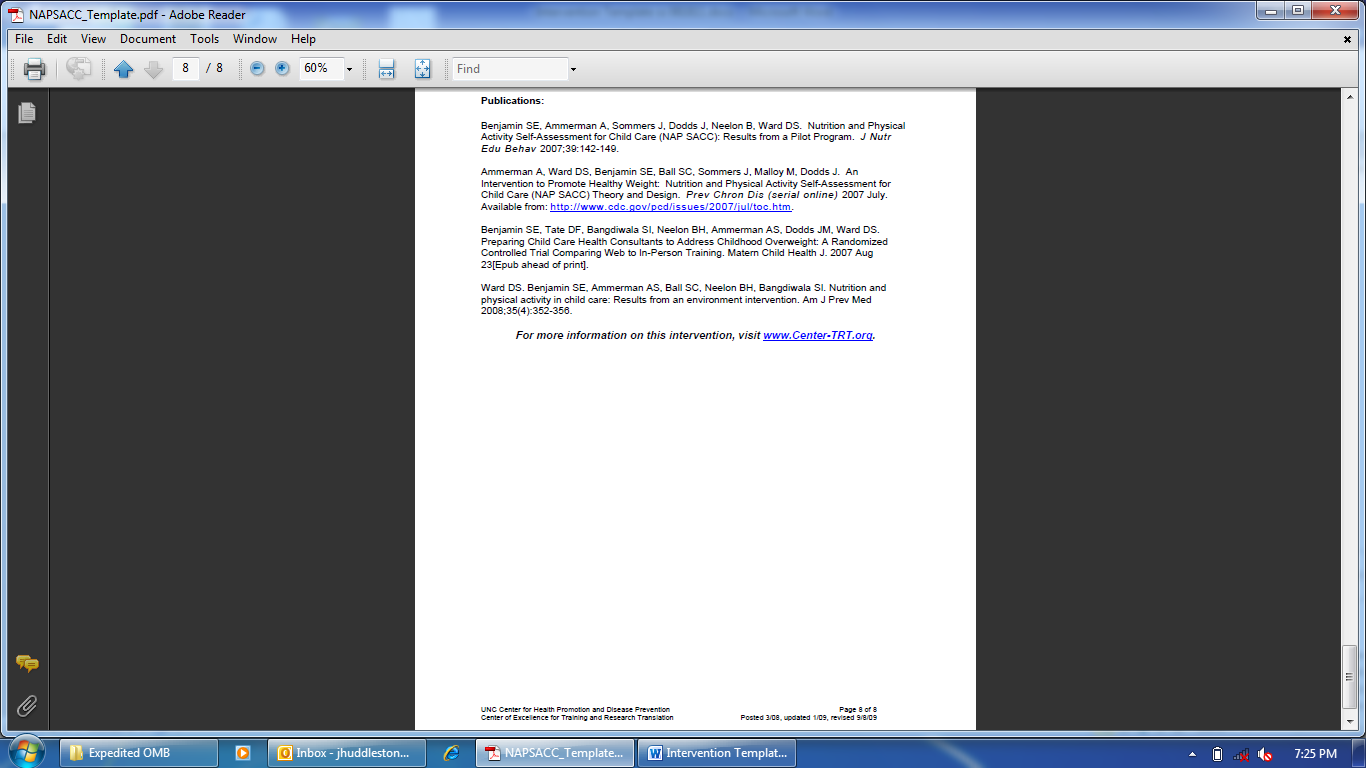 NAPSACC_Template.pdf - Adobe Reader
File Edit View Document Tools Window Help
8 / 8 60% Find
Publications:
Benjamin SE, Ammerman A, Sommers J, Dodds J, Neelon B, Ward DS. Nutrition and Physical
Activity Self-Assessment for Child Care (NAP SACC): Results from a Pilot Program. J Nutr
Edu Behav 2007;39:142-149.
Ammerman A, Ward DS, Benjamin SE, Ball SC, Sommers J, Malloy M, Dodds J. An
Intervention to Promote Healthy Weight: Nutrition and Physical Activity Self-Assessment for
Child Care (NAP SACC) Theory and Design. Prev Chron Dis (serial online) 2007 July.
Available from: http://www.cdc.gov/pcd/issues/2007/jul/toc.htm.
Benjamin SE, Tate DF, Bangdiwala SI, Neelon BH, Ammerman AS, Dodds JM, Ward DS.
Preparing Child Care Health Consultants to Address Childhood Overweight: A Randomized
Controlled Trial Comparing Web to In-Person Training. Matern Child Health J. 2007 Aug
23[Epub ahead of print].
Ward DS. Benjamin SE, Ammerman AS, Ball SC, Neelon BH, Bangdiwala SI. Nutrition and
physical activity in child care: Results from an environment intervention. Am J Prev Med
2008;35(4):352-356.
For more information on this intervention, visit www.Center-TRT.org.
UNC Center for Health Promotion and Disease Prevention Page 8 of 8
Center of Excellence for Training and Research Translation Posted 3/08, updated 1/09, revised 9/8/09
Expedited OMB Inbox - jhuddleston... NAPSACC_Template... Intervention Templat... 7:25 PM